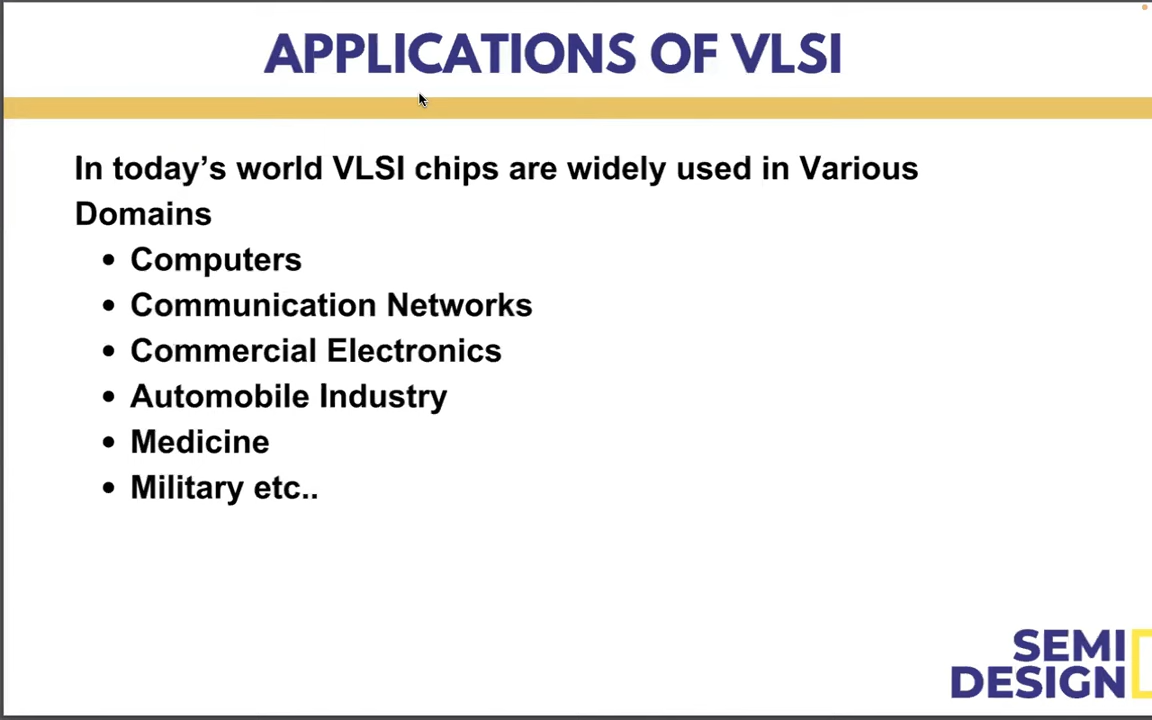 APPLICATIONS OF VLSI
In today’s world VLSI chips are widely used in Various
Domains
• Computers
• Communication Networks
• Commercial Electronics
• Automobile Industry
• Medicine
• Military etc..
SEMI
DESIGN